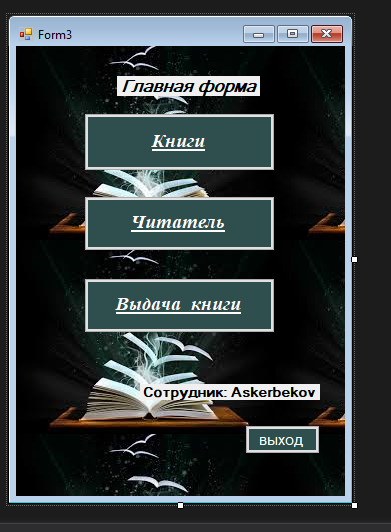 Form3
Главная форма
Книги
Читатель
Выдача книги
Сотрудник: Askerbekov
выход